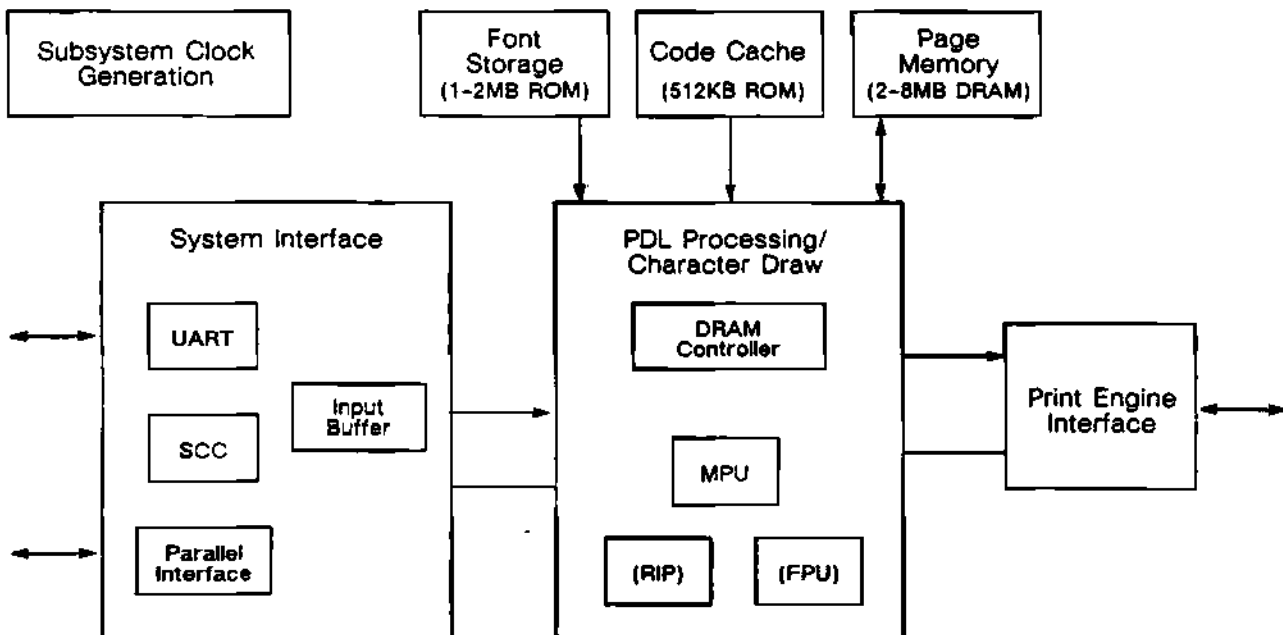 Subsystem Clock
Generation
Font
Storage
(1-2MB ROM)
Code Cache
(512KB ROM)
Page
Memory
(2-8MB DRAM)
System Interface
UART
SCC
Parallel
Interface
Input
Buffer
PDL Processing/
Character Draw
DRAM
Controller
MPU
(RIP)
(FPU)
Print Engine
Interface